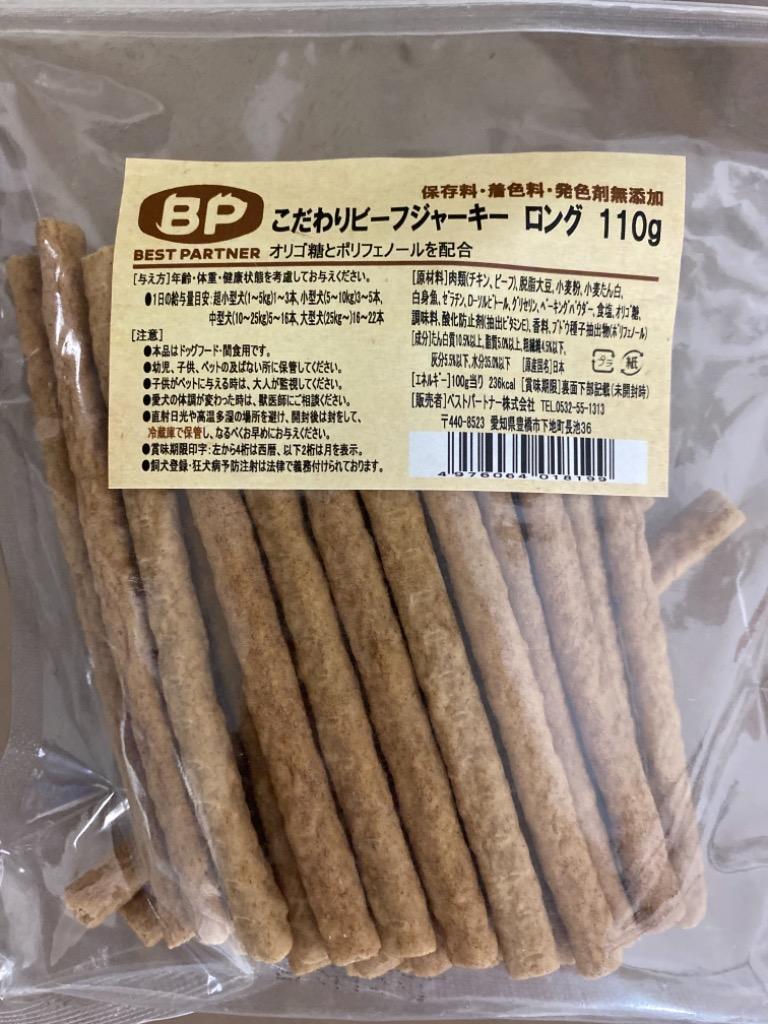 保存料・着色料・発色剤無添加
BP
こだわりビーフジャーキー ロング 110g
BEST PARTNER
オリゴ糖とポリフェノールを配合
[与え方]年齢・体重・健康状態を考慮してお与えください。
●1日の給与量目安:超小型犬(1~5kg)1~3本、小型犬(5~10kg)3~5本、
中型犬(10~25kg)5~16本、大型犬(25kg~)16~22本
[注意]
●本品はドッグフード・間食用です。
●幼児、子供、ペットの及ばない所に保管してください。
●子供がペットに与える時は、大人が監視してください。
●愛犬の体調が変わった時は、獣医師にご相談ください。
●直射日光や高温多湿の場所を避け、開封後は封をして、
冷蔵庫で保管し、なるべくお早めにお与えください。
●賞味期限印字:左から4桁は西暦、以下2桁は月を表示。
●飼犬登録・狂犬病予防注射は法律で義務付けられております。
[原材料]肉類(チキン、ビーフ)、脱脂大豆、小麦粉、小麦たん白、
白身魚、ゼラチン、D-ソルビトール、グリセリン、ベーキングパウダー、食塩、オリゴ糖、
調味料、酸化防止剤(抽出ビタミンE)、香料、ブドウ種子抽出物(ポリフェノール)
[成分]たん白質10.5%以上、脂質5.0%以上、粗繊維4.5%以下、
灰分5.5%以下、水分35.0%以下 [原産国名]日本
プラ
紙
[エネルギー]100g当り 236kcal [賞味期限]裏面下部記載(未開封時)
[販売者]ベストパートナー株式会社 TEL.0532-55-1313
〒440-8523 愛知県豊橋市下地町長池36
4 976064 018199